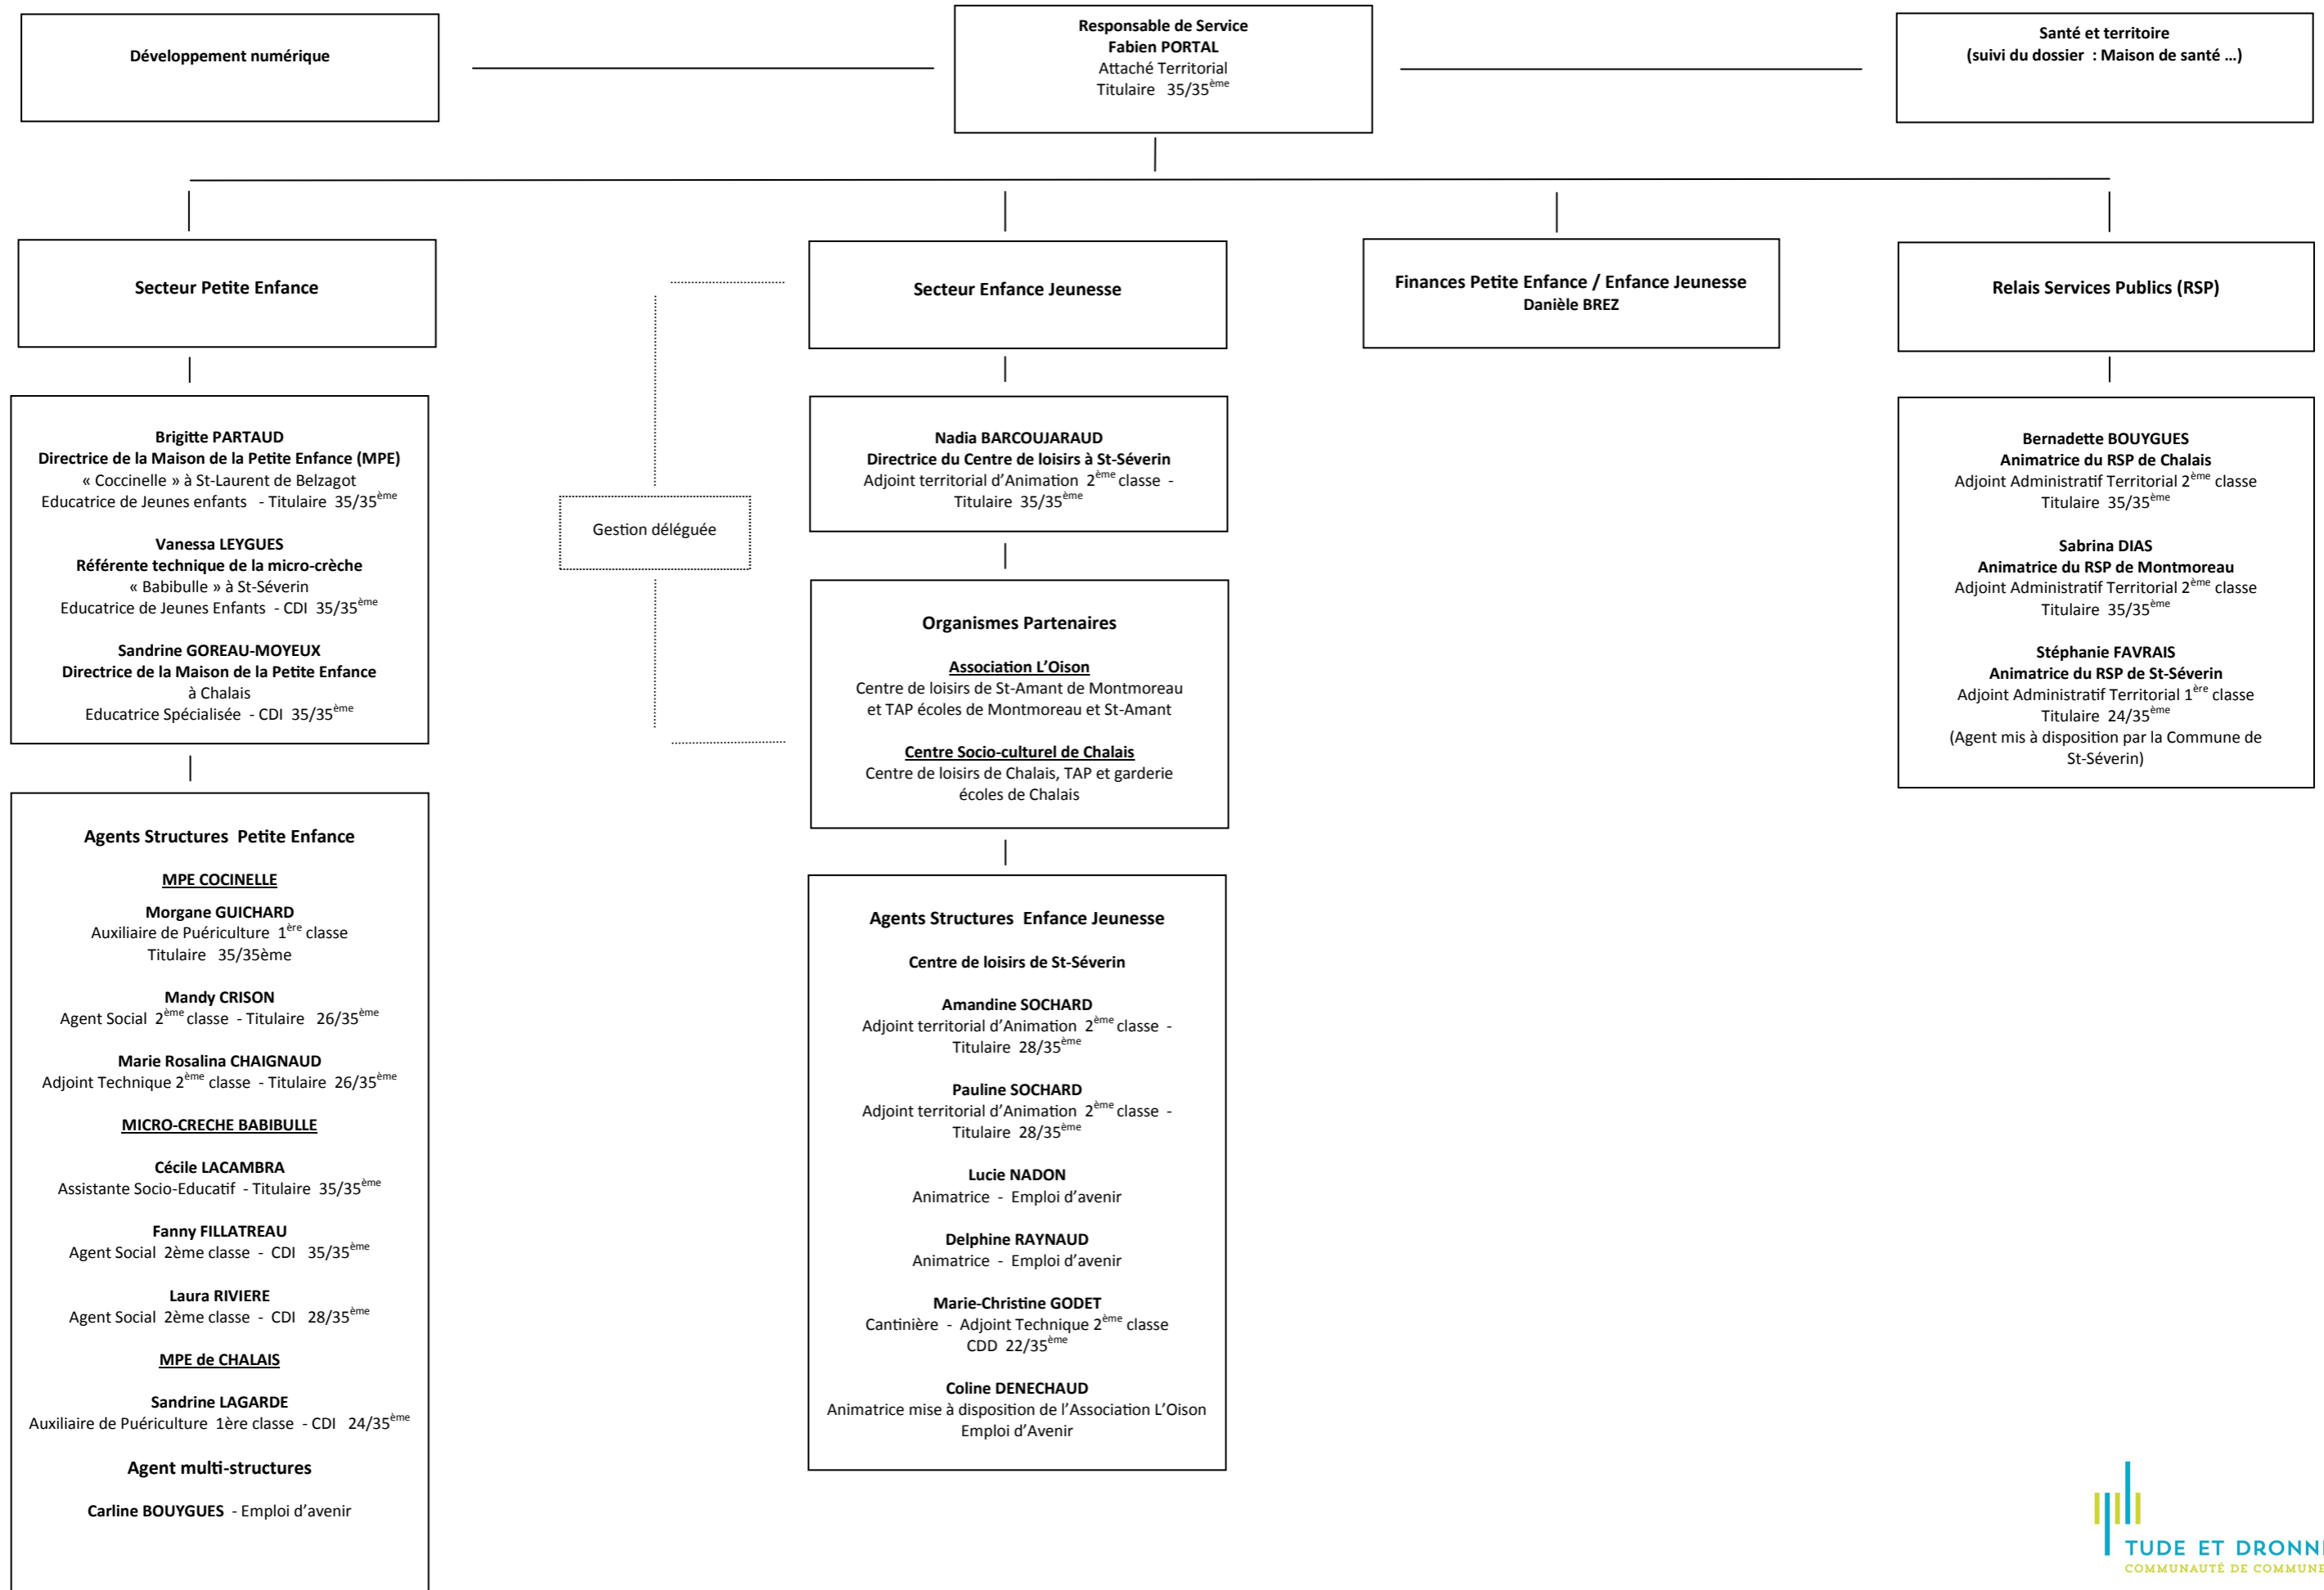 Développement numérique
Responsable de Service
Fabien PORTAL
Attaché Territorial
Titulaire 35/35ème
Santé et territoire
(suivi du dossier : Maison de santé ...)
Secteur Petite Enfance
Brigitte PARTAUD
Directrice de la Maison de la Petite Enfance (MPE)
« Coccinelle » à St-Laurent de Belzagot
Educatrice de Jeunes enfants - Titulaire 35/35ème
Vanessa LEYGUES
Référente technique de la micro-crèche
« Babibulle » à St-Séverin
Educatrice de Jeunes Enfants - CDI 35/35ème
Sandrine GOREAU-MOYEUX
Directrice de la Maison de la Petite Enfance
à Chalais
Educatrice Spécialisée - CDI 35/35ème
Agents Structures Petite Enfance
MPE COCINELLE
Morgane GUICHARD
Auxiliaire de Puériculture 1ère classe
Titulaire 35/35ème
Mandy CRISON
Agent Social 2ème classe - Titulaire 26/35ème
Marie Rosalina CHAIGNAUD
Adjoint Technique 2ème classe - Titulaire 26/35ème
MICRO-CRECHE BABIBULLE
Cécile LACAMBRA
Assistante Socio-Educatif - Titulaire 35/35ème
Fanny FILLATREAU
Agent Social 2ème classe - CDI 35/35ème
Laura RIVIERE
Agent Social 2ème classe - CDI 28/35ème
MPE de CHALAIS
Sandrine LAGARDE
Auxiliaire de Puériculture 1ère classe - CDI 24/35ème
Agent multi-structures
Carline BOUYGUES - Emploi d'avenir
Gestion déléguée
Secteur Enfance Jeunesse
Nadia BARCOUJARAUD
Directrice du Centre de loisirs à St-Séverin
Adjoint territorial d'Animation 2ème classe -
Titulaire 35/35ème
Organismes Partenaires
Association L'Oison
Centre de loisirs de St-Amant de Montmoreau
et TAP écoles de Montmoreau et St-Amant
Centre Socio-culturel de Chalais
Centre de loisirs de Chalais, TAP et garderie
écoles de Chalais
Agents Structures Enfance Jeunesse
Centre de loisirs de St-Séverin
Amandine SOCHARD
Adjoint territorial d'Animation 2ème classe -
Titulaire 28/35ème
Pauline SOCHARD
Adjoint territorial d'Animation 2ème classe -
Titulaire 28/35ème
Lucie NADON
Animatrice - Emploi d'avenir
Delphine RAYNAUD
Animatrice - Emploi d'avenir
Marie-Christine GODET
Cantinière - Adjoint Technique 2ème classe
CDD 22/35ème
Coline DENECHAUD
Animatrice mise à disposition de l'Association L'Oison
Emploi d'Avenir
Finances Petite Enfance / Enfance Jeunesse
Danièle BREZ
Relais Services Publics (RSP)
Bernadette BOUYGUES
Animatrice du RSP de Chalais
Adjoint Administratif Territorial 2ème classe
Titulaire 35/35ème
Sabrina DIAS
Animatrice du RSP de Montmoreau
Adjoint Administratif Territorial 2ème classe
Titulaire 35/35ème
Stéphanie FAVRAIS
Animatrice du RSP de St-Séverin
Adjoint Administratif Territorial 1ère classe
Titulaire 24/35ème
(Agent mis à disposition par la Commune de
St-Séverin)
TUDE ET DRONNE
COMMUNAUTÉ DE COMMUNE